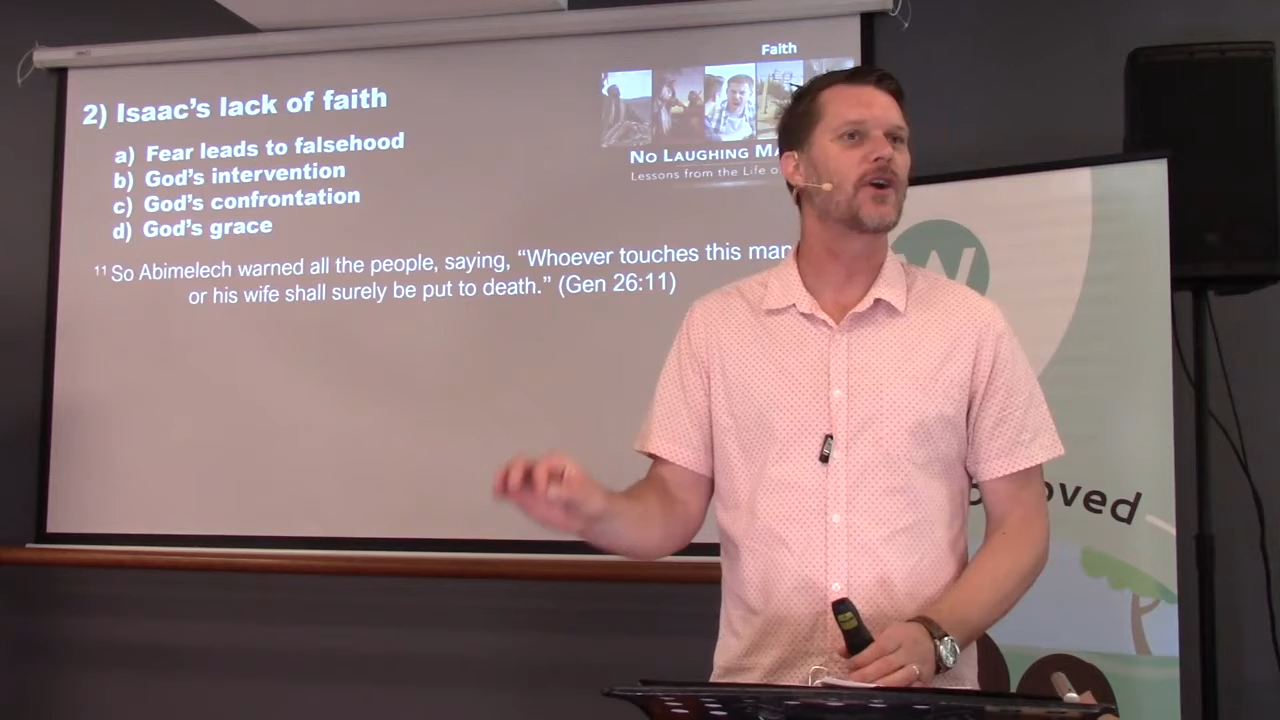 Faith
2) Isaac's lack of faith
a) Fear leads to falsehood
b) God's intervention
c) God's confrontation
d) God's grace
No Laughing
Lessons from the Life
¹¹ So Abimelech warned all the people, saying, “Whoever touches this man
or his wife shall surely be put to death.” (Gen 26:11)
W